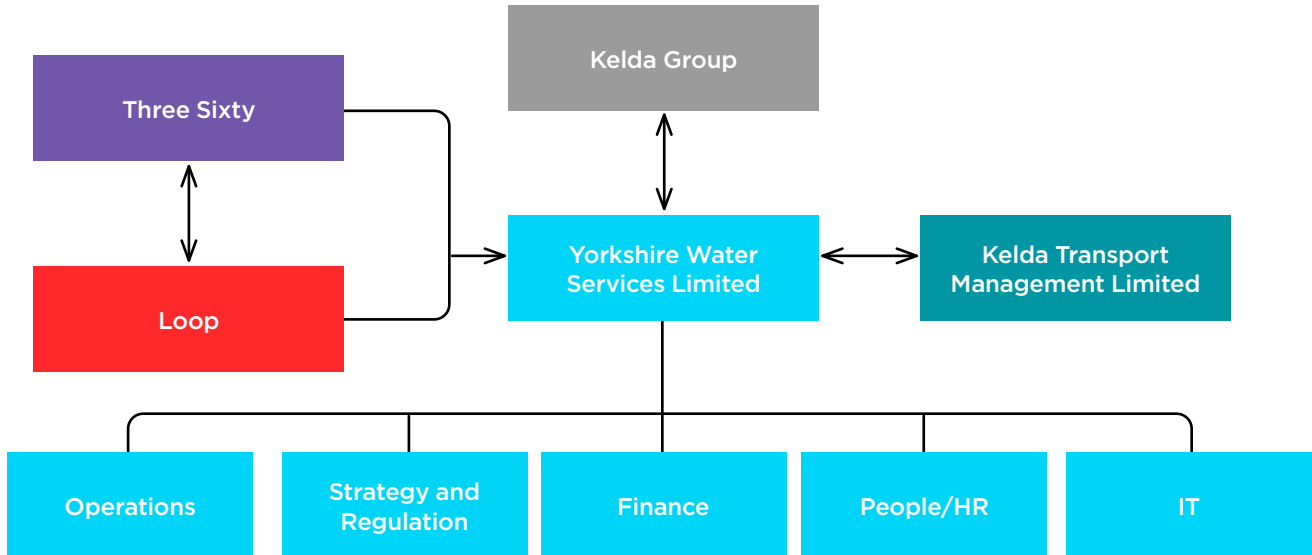 Kelda Group
Three Sixty
Yorkshire Water
Services Limited
Kelda Transport
Management Limited
Loop
Operations
Strategy and
Regulation
Finance
People/HR
IT